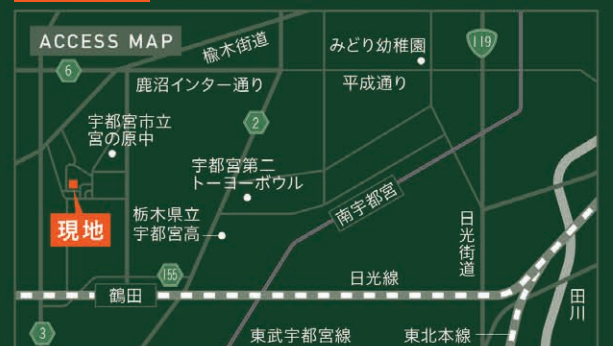 ACCESS MAP
楡木街道
みどり幼稚園
119
6
鹿沼インター通り
平成通り
宇都宮市立
宮の原中
2
宇都宮第二
トーヨーボウル
現地
栃木県立
宇都宮高
南宇都宮
日光街道
155
日光線
鶴田
田川
3
東武宇都宮線
東北本線